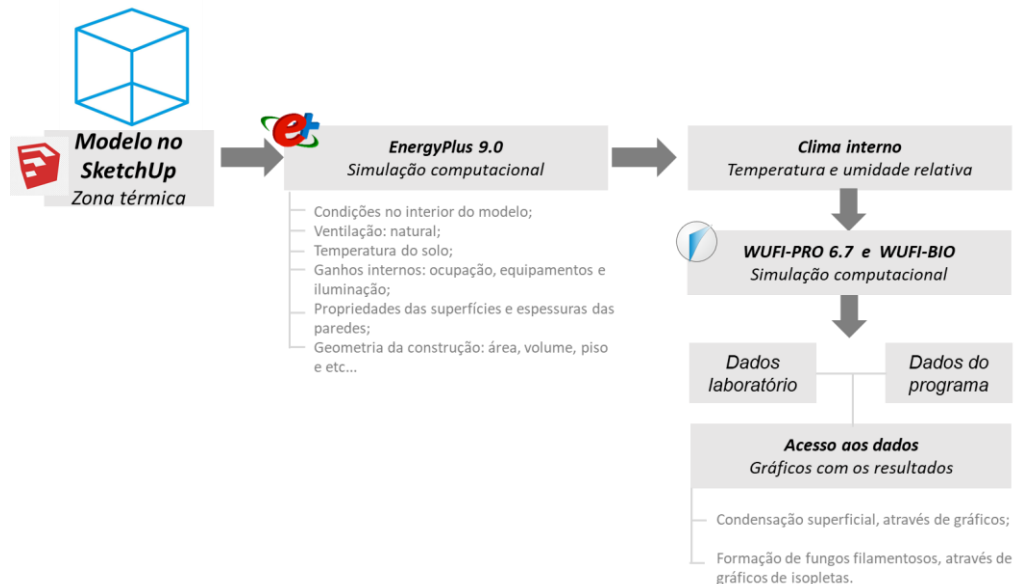 Modelo no
SketchUp
Zona térmica
e+
EnergyPlus 9.0
Simulação computacional
Condições no interior do modelo;
Ventilação: natural;
Temperatura do solo;
Ganhos internos: ocupação, equipamentos e
iluminação;
Propriedades das superfícies e espessuras das
paredes;
Geometria da construção: área, volume, piso
e etc...
Clima interno
Temperatura e umidade relativa
WUFI-PRO 6.7 e WUFI-BIO
Simulação computacional
Dados
laboratório
Dados do
programa
Acesso aos dados
Gráficos com os resultados
Condensação superficial, através de gráficos;
Formação de fungos filamentosos, através de
gráficos de isopletas.